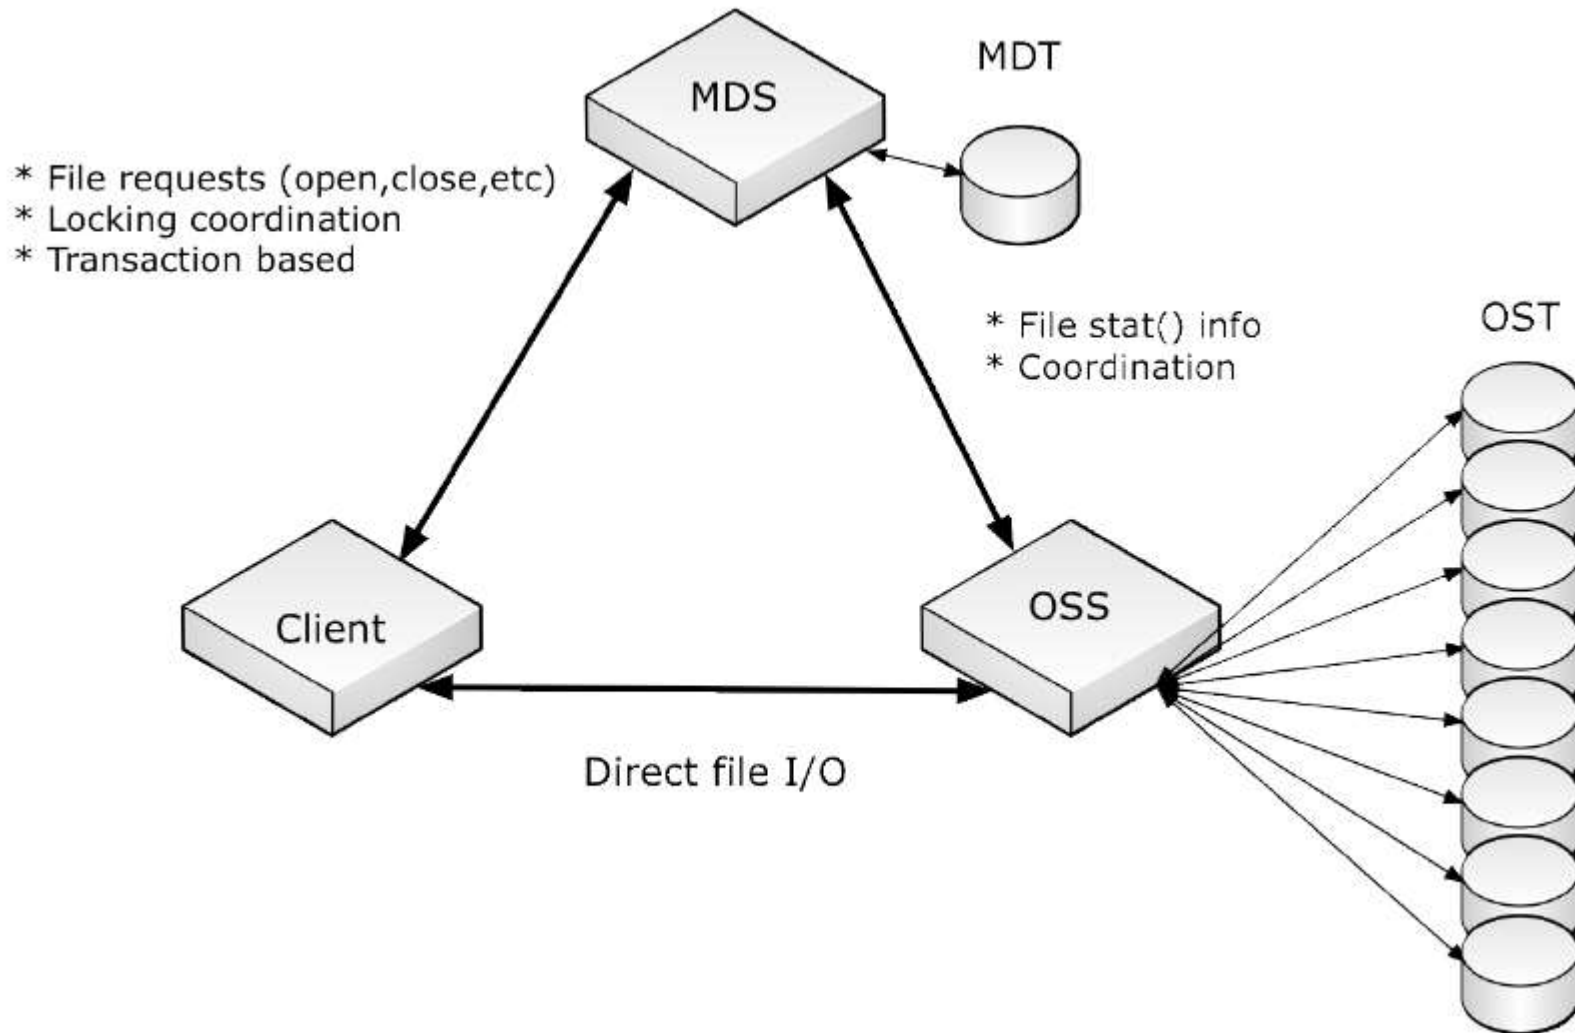 MDS
MDT
* File requests (open,close,etc)
* Locking coordination
* Transaction based
* File stat() info
* Coordination
OST
Client
OSS
Direct file I/O